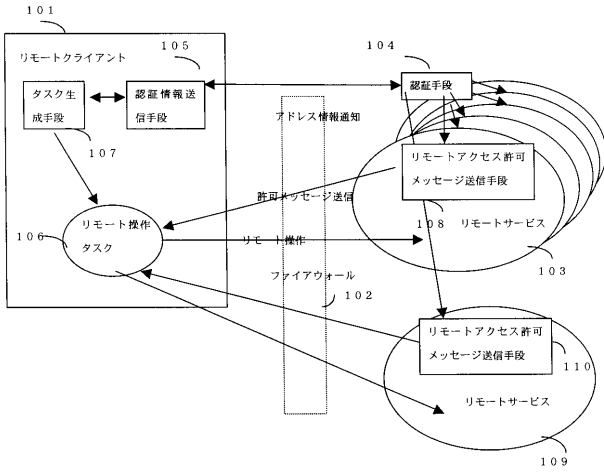 １０１
リモートクライアント
１０５
１０４
タスク生
成手段
認証情報送
信手段
認証手段
１０７
アドレス情報通知
リモートアクセス許可
メッセージ送信手段
許可メッセージ送信
１０８
リモートサービス
１０６
リモート操作
タスク
リモート操作
１０３
ファイアウォール
１０２
リモートアクセス許可
メッセージ送信手段
１１０
リモートサービス
１０９